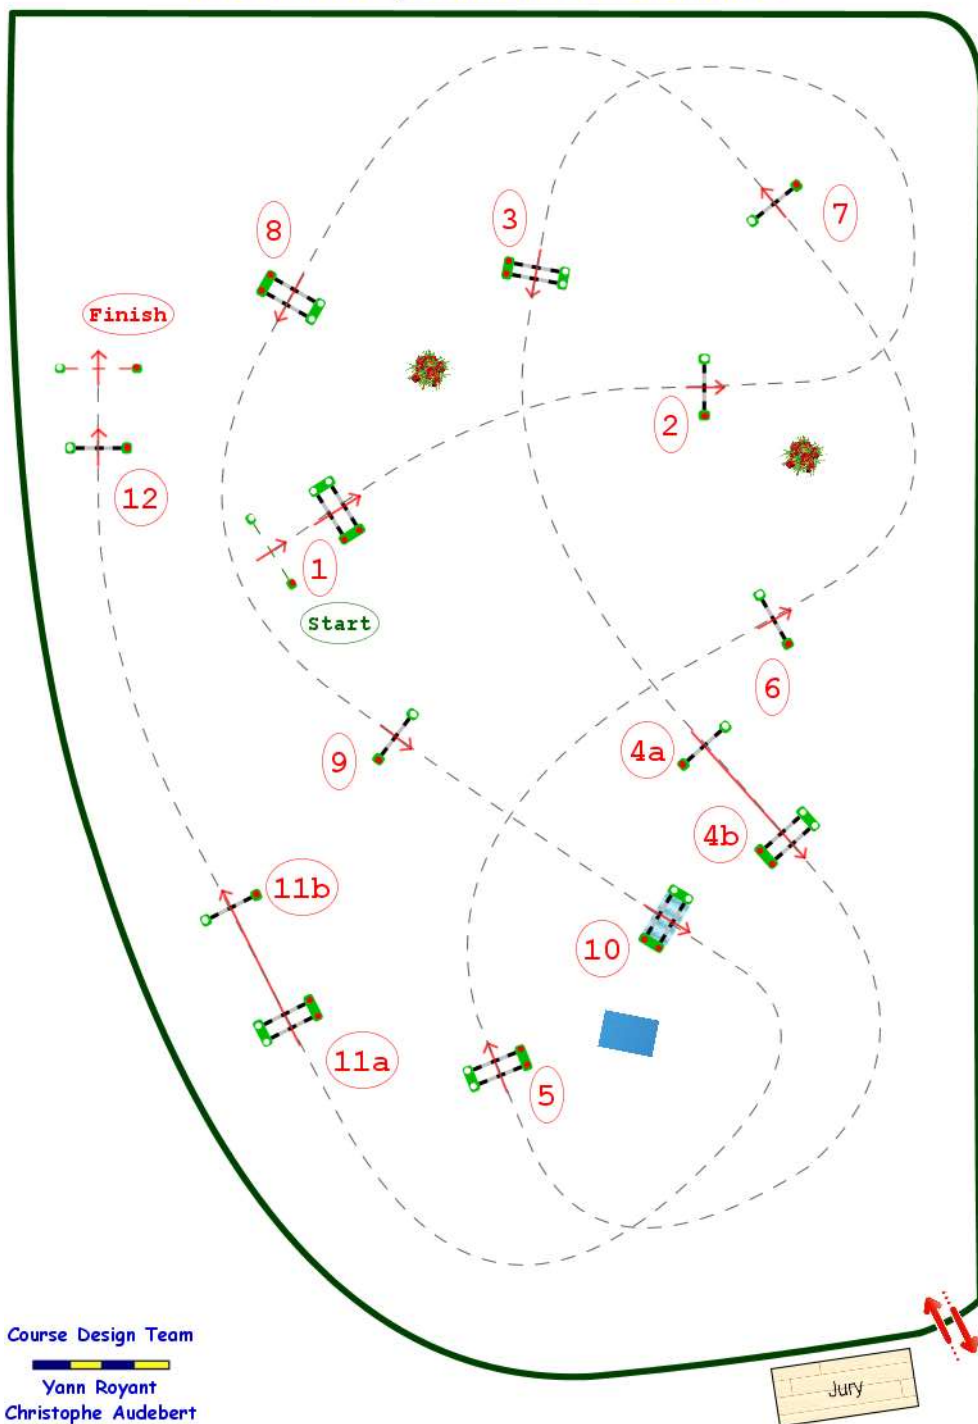 7
3
8
Finish
2
12
1
Start
6
4a
9
4b
11b
10
11a
5
Course Design Team
Yann Royant
Christophe Audebert
Jury